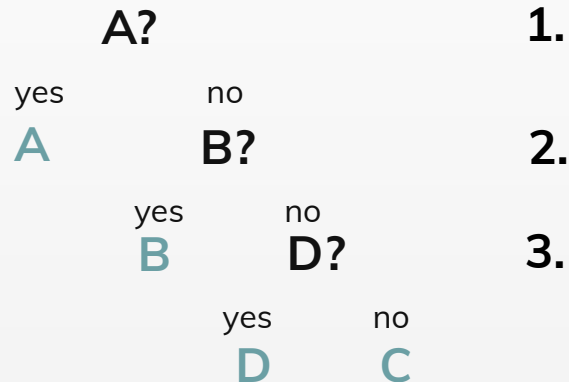 A? 1.
yes no
A B? 2.
yes no
B D? 3.
yes no
D C